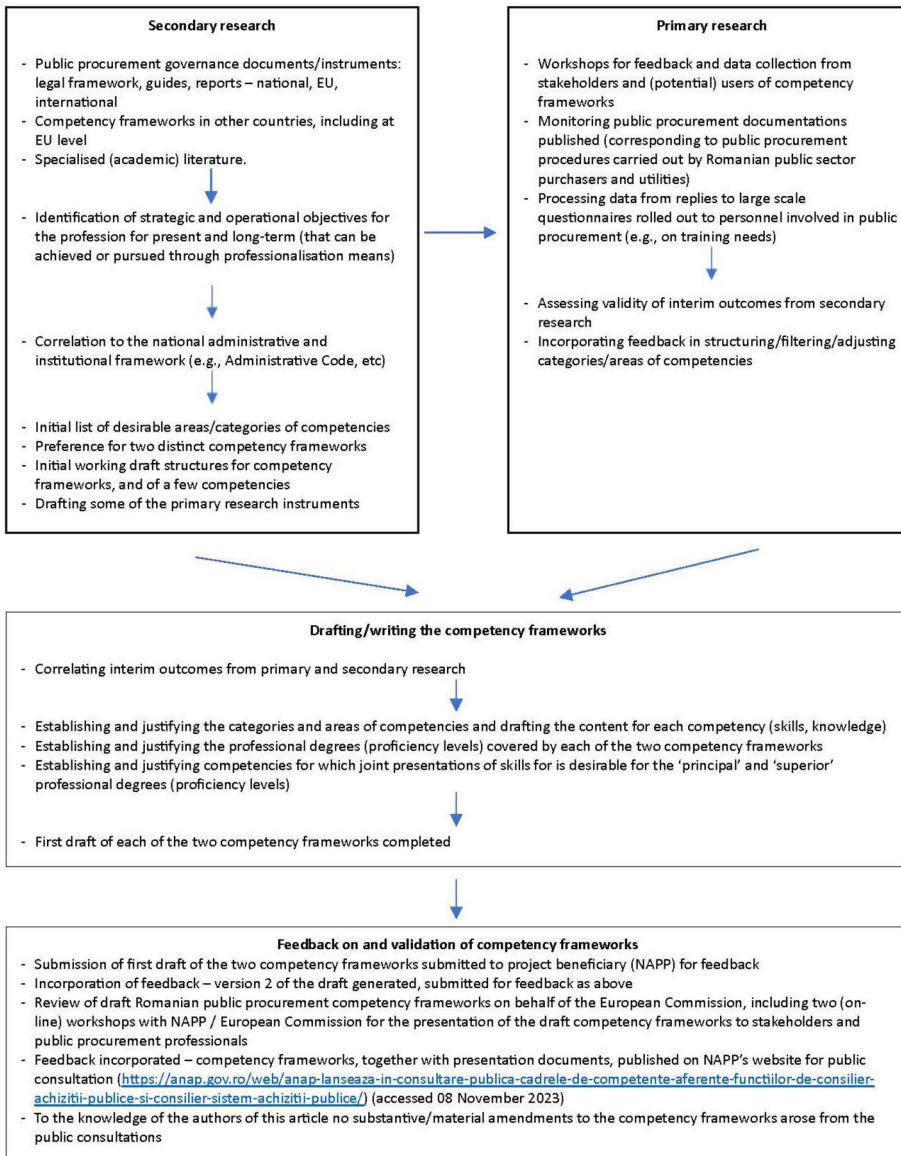 Secondary research
- Public procurement governance documents/instruments:
legal framework, guides, reports – national, EU,
international
- Competency frameworks in other countries, including at
EU level
- Specialised (academic) literature.
- Identification of strategic and operational objectives for
the profession for present and long-term (that can be
achieved or pursued through professionalisation means)
- Correlation to the national administrative and
institutional framework (e.g., Administrative Code, etc)
- Initial list of desirable areas/categories of competencies
- Preference for two distinct competency frameworks
- Initial working draft structures for competency
frameworks, and of a few competencies
- Drafting some of the primary research instruments
Primary research
- Workshops for feedback and data collection from
stakeholders and (potential) users of competency
frameworks
- Monitoring public procurement documentations
published (corresponding to public procurement
procedures carried out by Romanian public sector
purchasers and utilities)
- Processing data from replies to large scale
questionnaires rolled out to personnel involved in public
procurement (e.g., on training needs)
- Assessing validity of interim outcomes from secondary
research
- Incorporating feedback in structuring/filtering/adjusting
categories/areas of competencies
Drafting/writing the competency frameworks
- Correlating interim outcomes from primary and secondary research
- Establishing and justifying the categories and areas of competencies and drafting the content for each competency (skills, knowledge)
- Establishing and justifying the professional degrees (proficiency levels) covered by each of the two competency frameworks
- Establishing and justifying competencies for which joint presentations of skills for is desirable for the 'principal' and 'superior'
professional degrees (proficiency levels)
- First draft of each of the two competency frameworks completed
Feedback on and validation of competency frameworks
- Submission of first draft of the two competency frameworks submitted to project beneficiary (NAPP) for feedback
- Incorporation of feedback – version 2 of the draft generated, submitted for feedback as above
- Review of draft Romanian public procurement competency frameworks on behalf of the European Commission, including two (on-
line) workshops with NAPP / European Commission for the presentation of the draft competency frameworks to stakeholders and
public procurement professionals
- Feedback incorporated – competency frameworks, together with presentation documents, published on NAPP's website for public
consultation (https://anap.gov.ro/web/anap-lanseaza-in-consultare-publica-cadrele-de-competente-aferente-functiilor-de-consilier-
achizitii-publice-si-consilier-sistem-achizitii-publice/) (accessed 08 November 2023)
- To the knowledge of the authors of this article no substantive/material amendments to the competency frameworks arose from the
public consultations